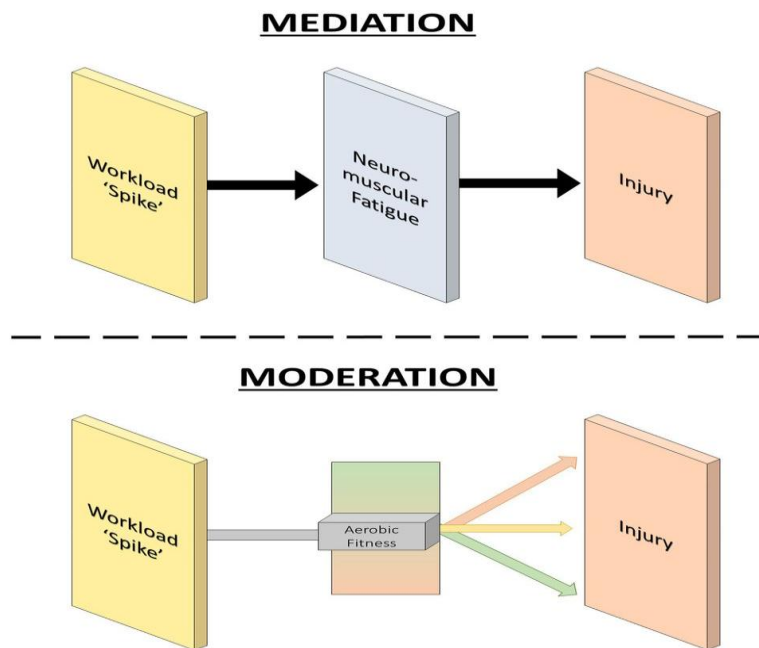 MEDIATION
Workload
'Spike'
Neuro-
muscular
Fatigue
Injury
MODERATION
Workload
'Spike'
Aerobic
Fitness
Injury